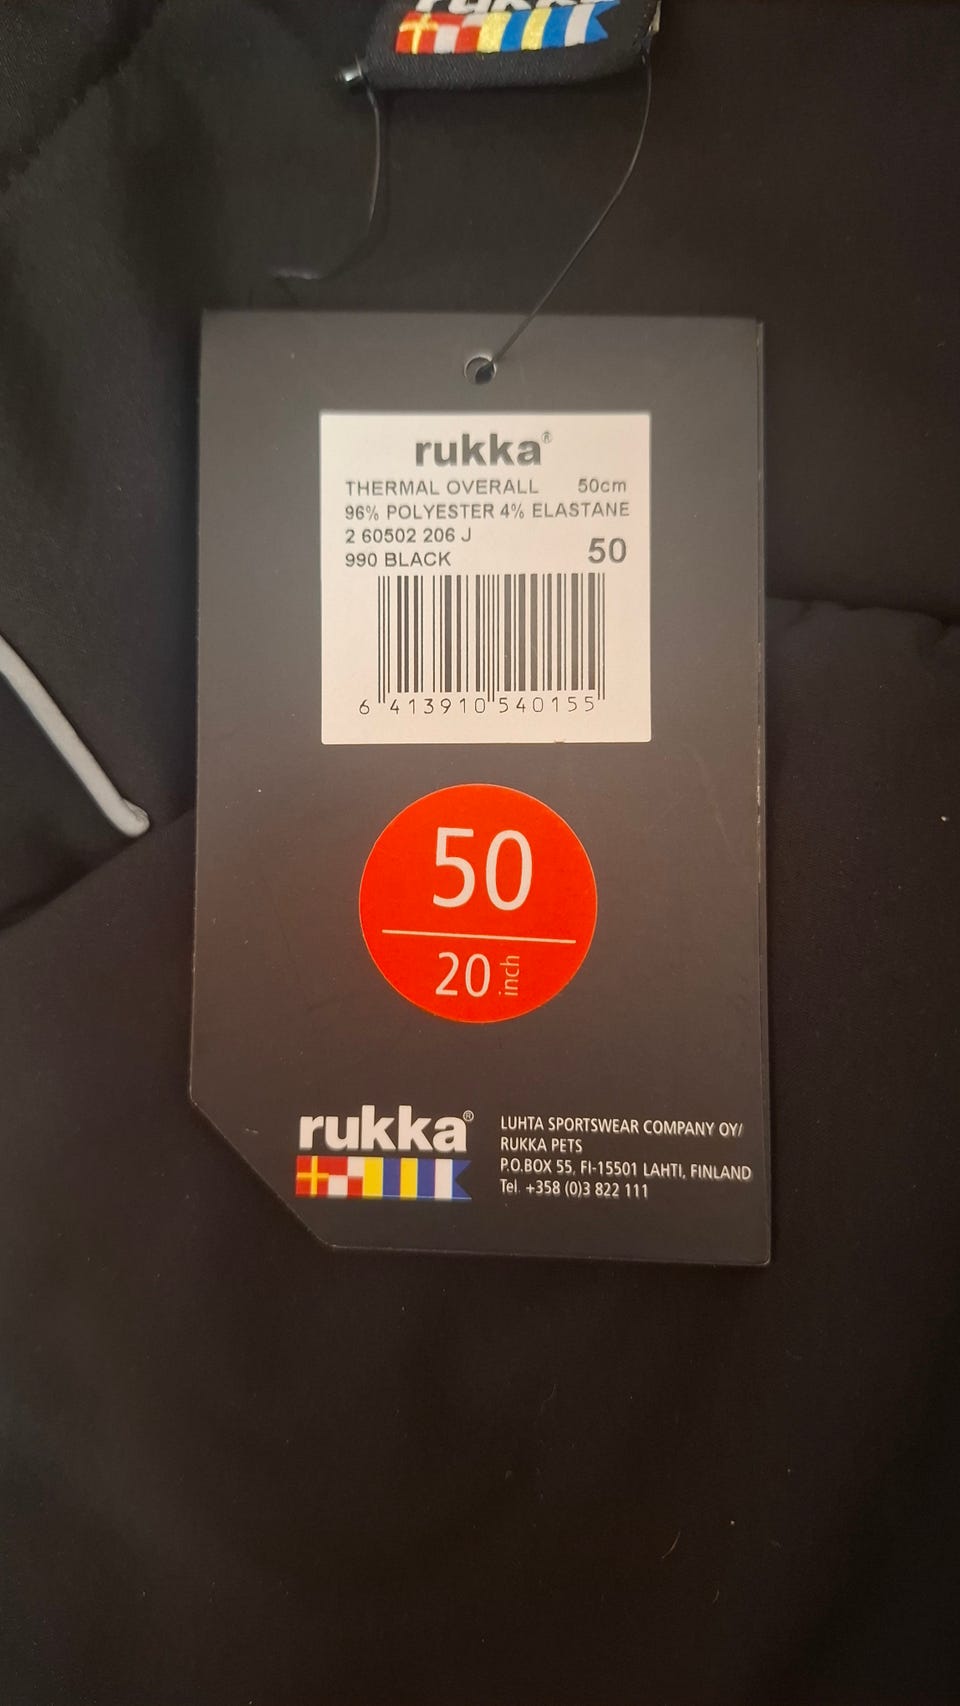 rukka
rukka®
THERMAL OVERALL 50cm
96% POLYESTER 4% ELASTANE
2 60502 206 J
990 BLACK 50
6 413910 540155
50
20 inch
rukka®
LUHTA SPORTSWEAR COMPANY OY/
RUKKA PETS
P.O.BOX 55, FI-15501 LAHTI, FINLAND
Tel. +358 (0)3 822 111